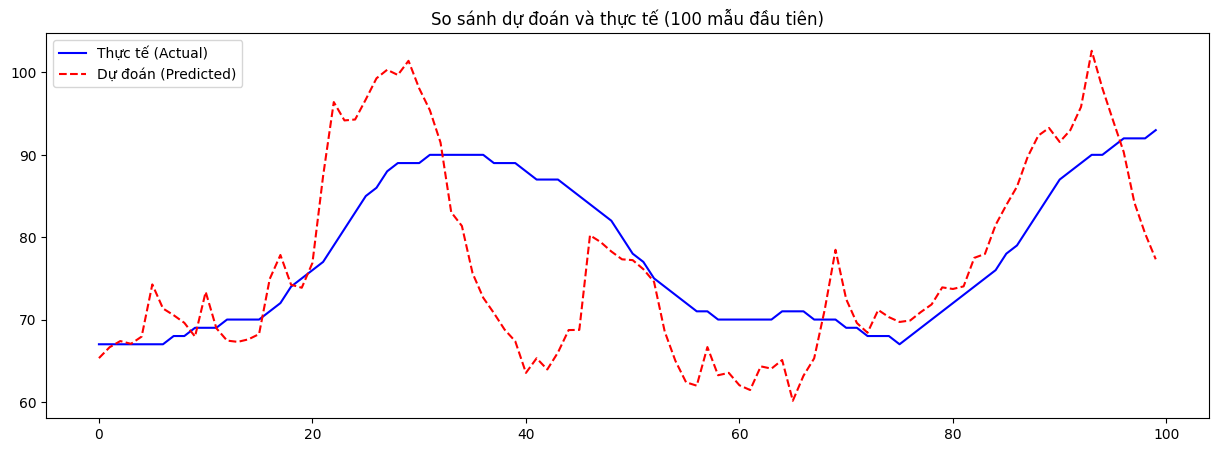 So sánh dự đoán và thực tế (100 mẫu đầu tiên)
Thực tế (Actual)
Dự đoán (Predicted)
100
90
80
70
60
0 20 40 60 80 100